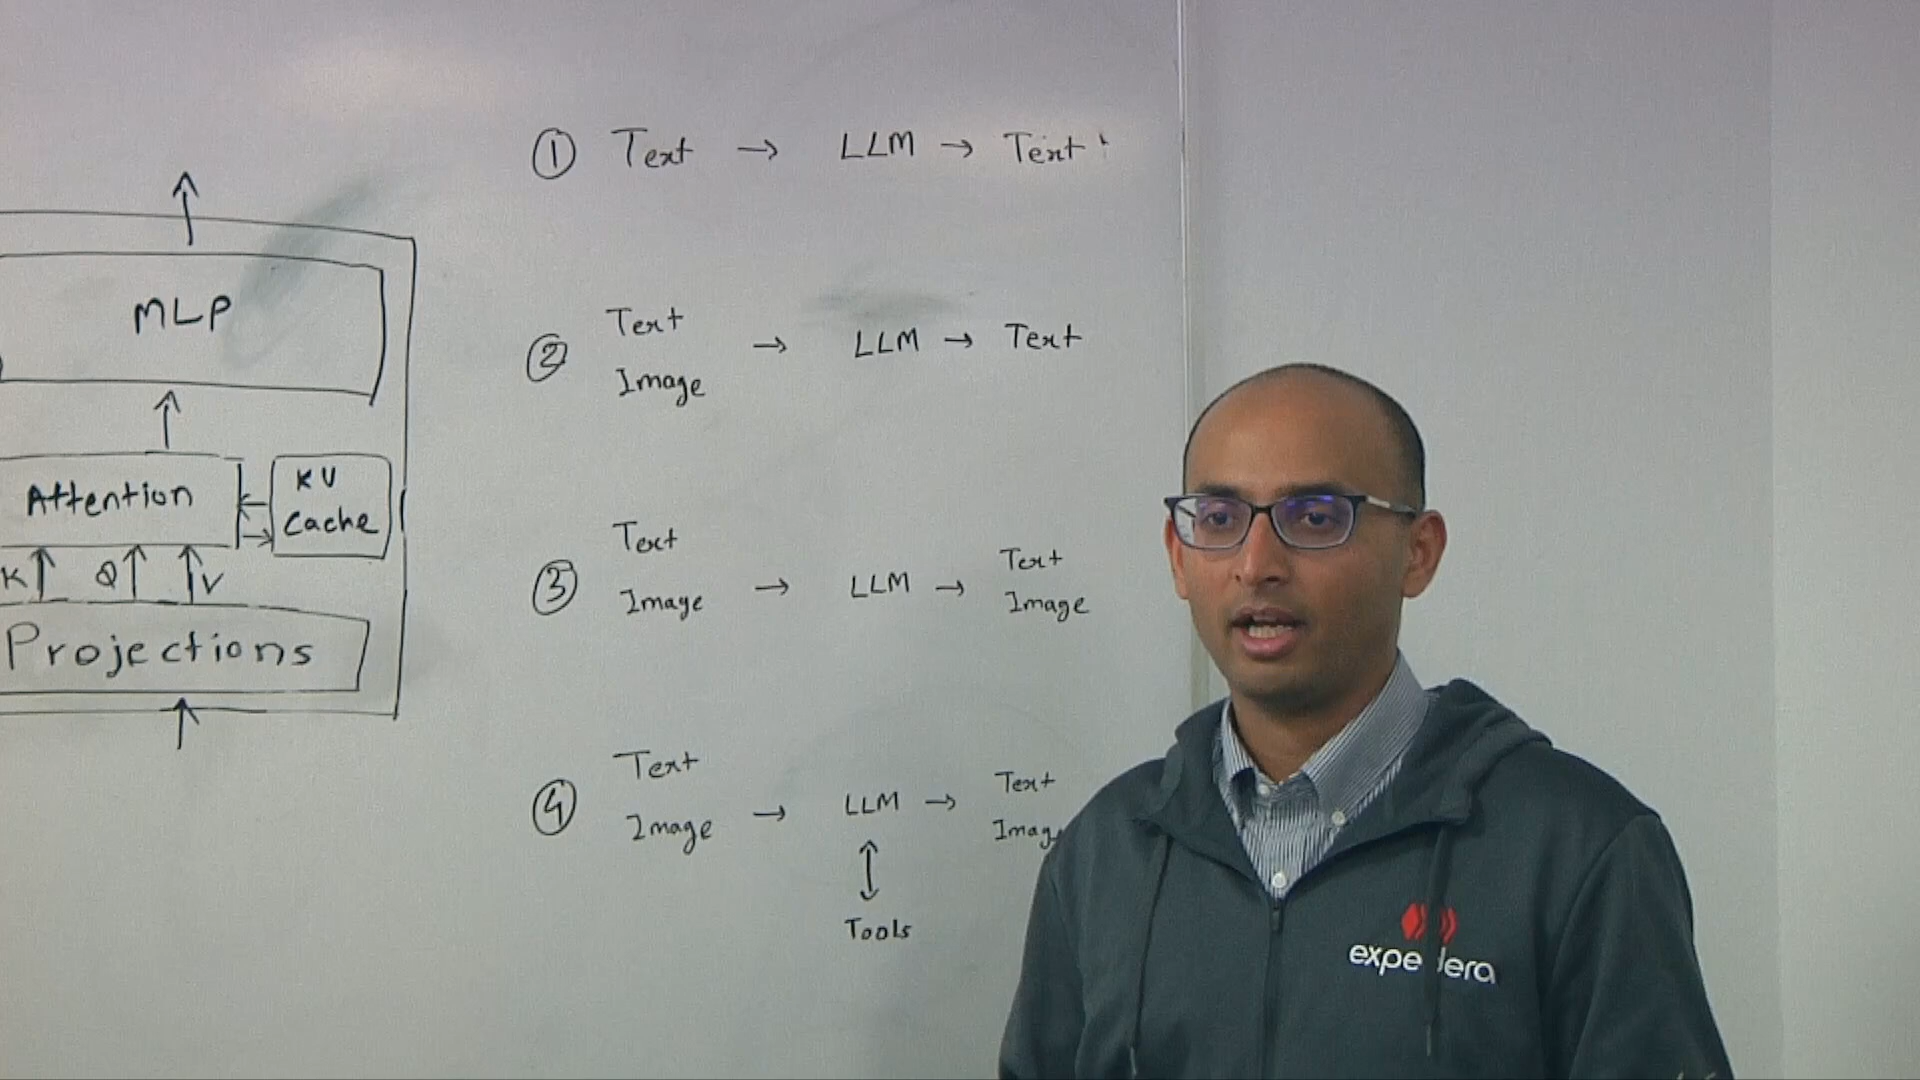 MLP
Attention
KV
Cache
K Q V
Projections
① Text → LLM → Text
② Text
Image → LLM → Text
③ Text
Image → LLM → Text
Image
④ Text
Image → LLM → Text
Imag
↕
Tools
expedera